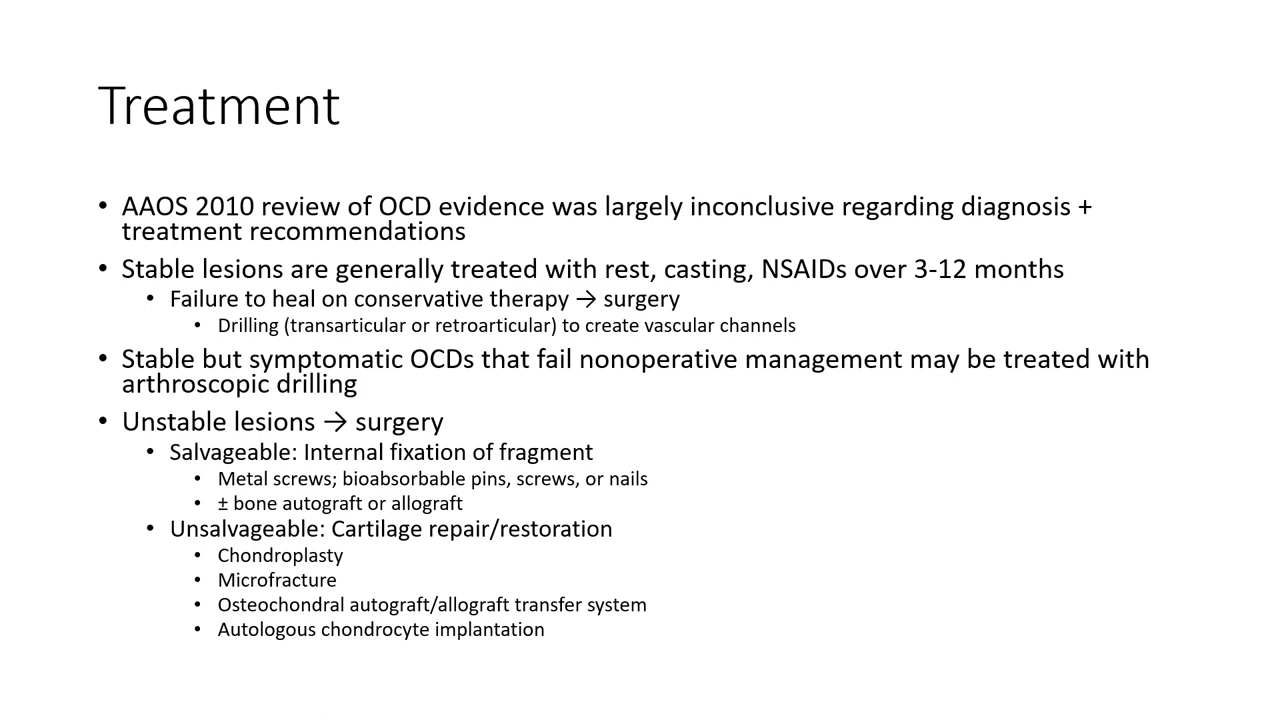 Treatment
• AAOS 2010 review of OCD evidence was largely inconclusive regarding diagnosis +
treatment recommendations
• Stable lesions are generally treated with rest, casting, NSAIDs over 3-12 months
• Failure to heal on conservative therapy → surgery
• Drilling (transarticular or retroarticular) to create vascular channels
• Stable but symptomatic OCDs that fail nonoperative management may be treated with
arthroscopic drilling
• Unstable lesions → surgery
• Salvageable: Internal fixation of fragment
• Metal screws; bioabsorbable pins, screws, or nails
• ± bone autograft or allograft
• Unsalvageable: Cartilage repair/restoration
• Chondroplasty
• Microfracture
• Osteochondral autograft/allograft transfer system
• Autologous chondrocyte implantation